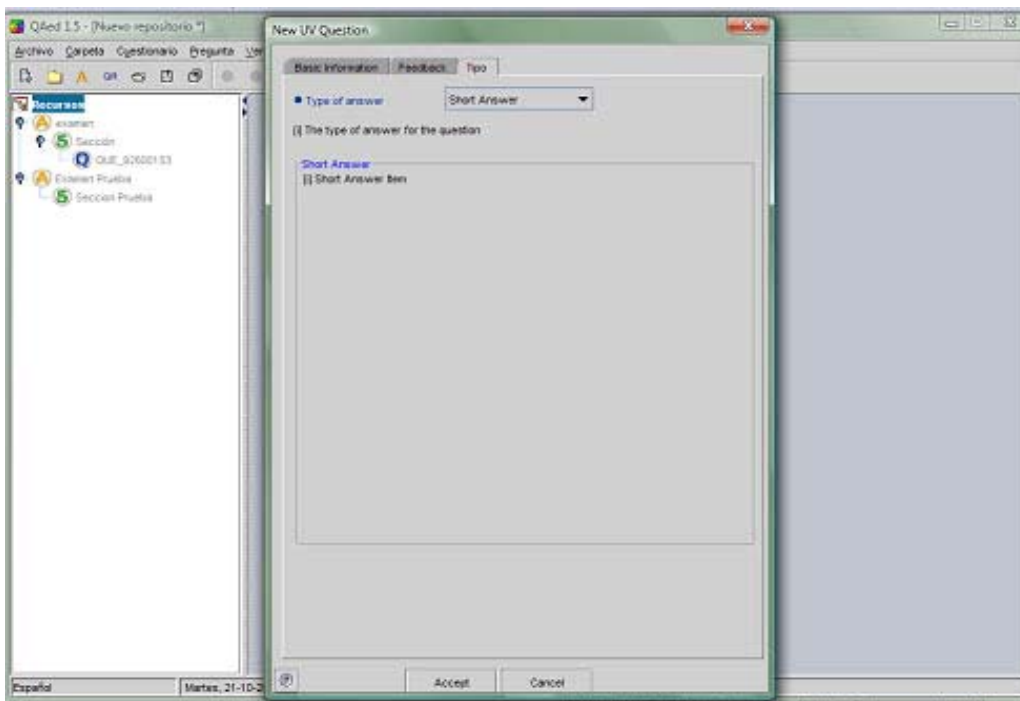 QAed 1.5 - [Nuevo repositorio *]
Archivo Carpeta Cuestionario Pregunta Ver
Recursos
examen
Sección
QUE_92600153
Examen Prueba
Seccion Prueba
Español
Martes, 21-10-2
New UV Question
Basic Information Feedback Tipo
Type of answer Short Answer
[i] The type of answer for the question
Short Answer
[i] Short Answer Item
Accept Cancel